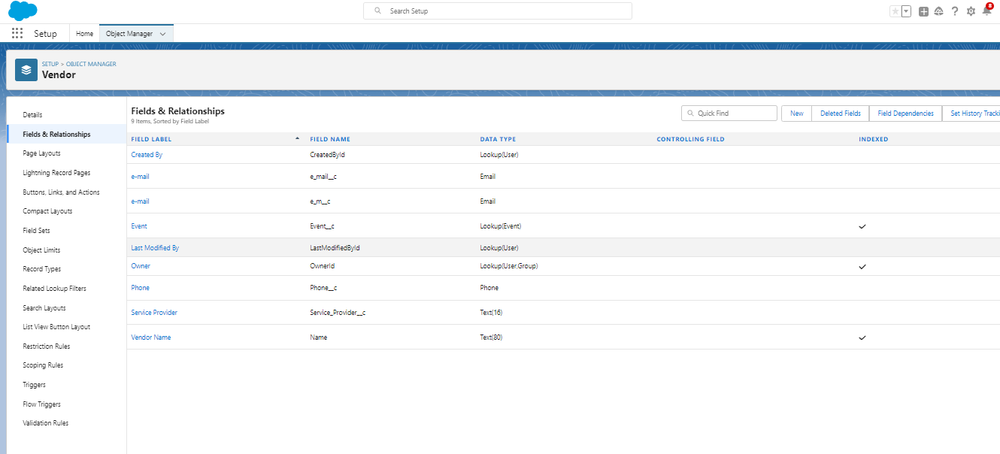 Search Setup
8
Setup
Home
Object Manager
SETUP > OBJECT MANAGER
Vendor
Details
Fields & Relationships
Page Layouts
Lightning Record Pages
Buttons, Links, and Actions
Compact Layouts
Field Sets
Object Limits
Record Types
Related Lookup Filters
Search Layouts
List View Button Layout
Restriction Rules
Scoping Rules
Triggers
Flow Triggers
Validation Rules
Fields & Relationships
9 Items, Sorted by Field Label
Quick Find
New
Deleted Fields
Field Dependencies
Set History Tracki
FIELD LABEL FIELD NAME DATA TYPE CONTROLLING FIELD INDEXED
Created By CreatedById Lookup(User)
e-mail e_mail__c Email
e-mail e_m__c Email
Event Event__c Lookup(Event)
Last Modified By LastModifiedById Lookup(User)
Owner OwnerId Lookup(User,Group)
Phone Phone__c Phone
Service Provider Service_Provider__c Text(16)
Vendor Name Name Text(80)